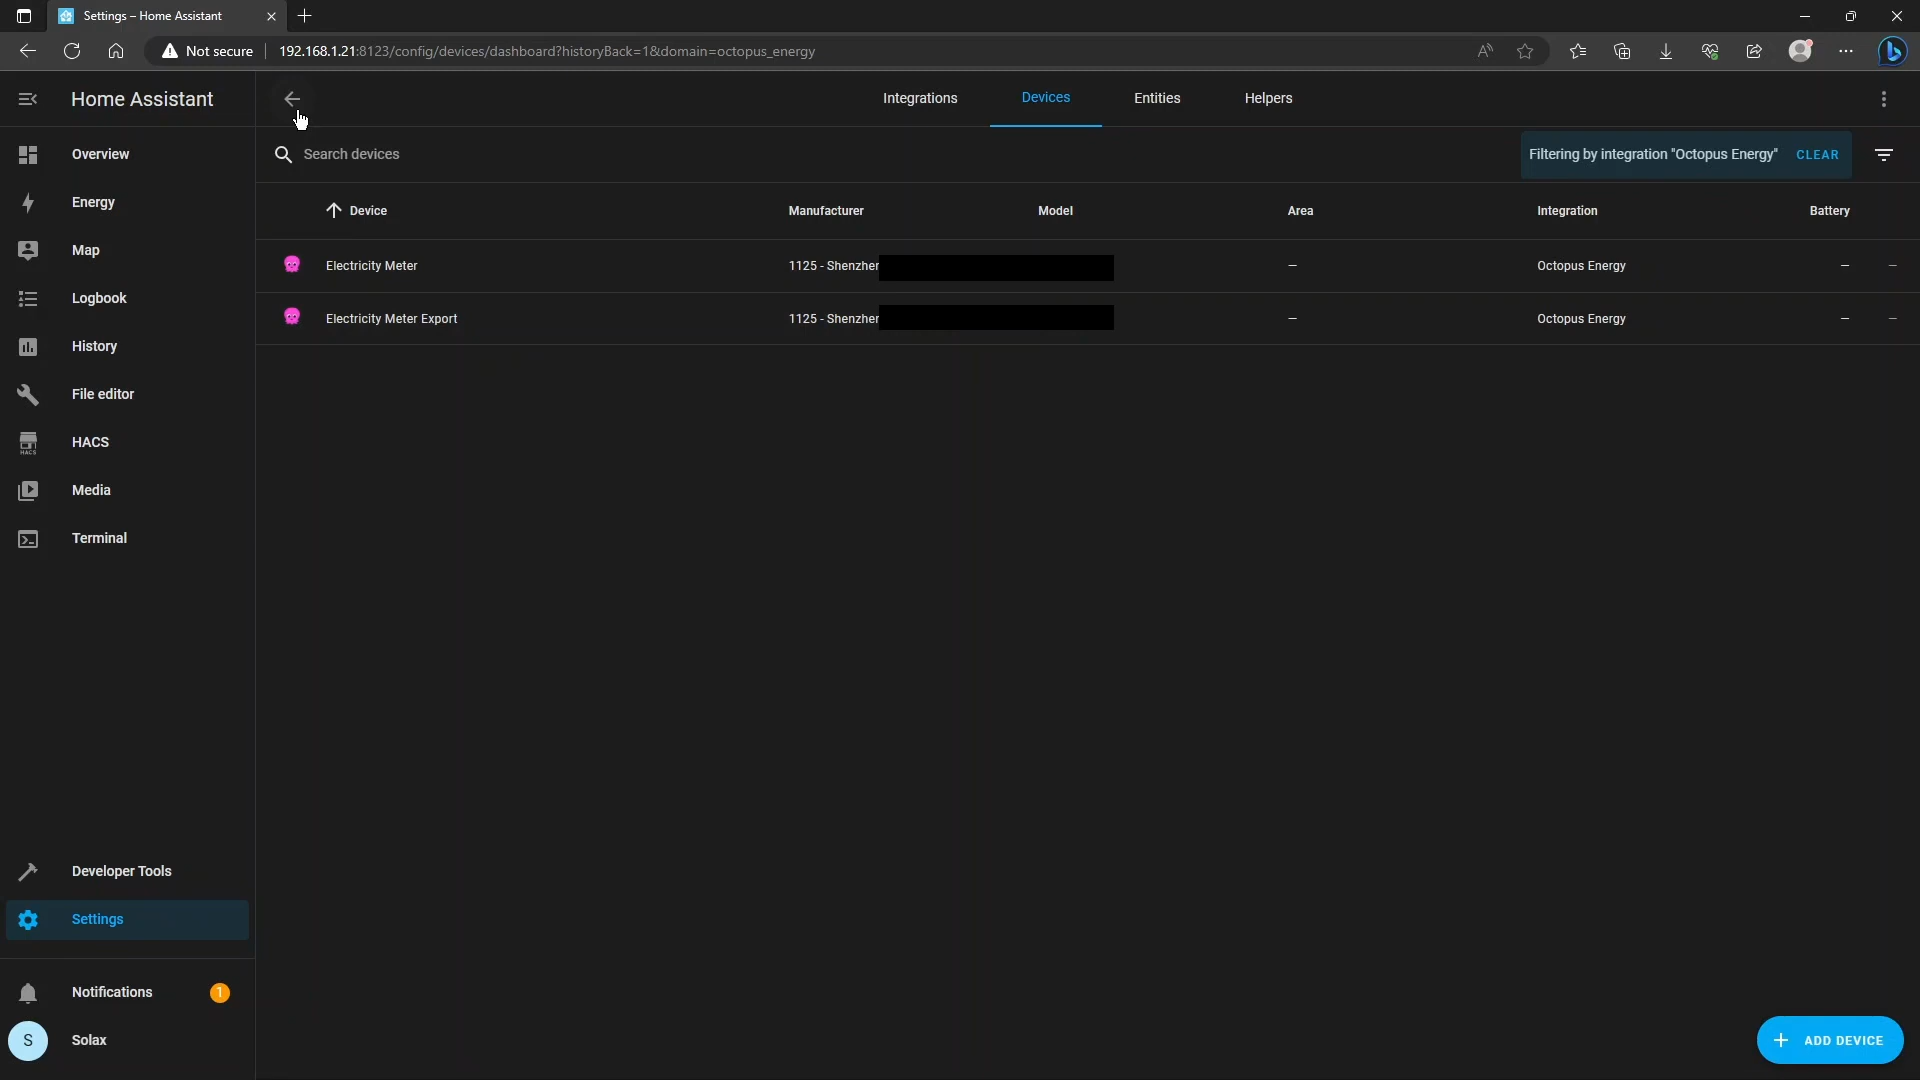 Settings – Home Assistant
Not secure
192.168.1.21:8123/config/devices/dashboard?historyBack=1&domain=octopus_energy
Home Assistant
Integrations
Devices
Entities
Helpers
Overview
Search devices
Filtering by integration "Octopus Energy"
CLEAR
Energy
Device
Manufacturer
Model
Area
Integration
Battery
Map
Electricity Meter
1125 - Shenzhen
–
Octopus Energy
–
–
Logbook
Electricity Meter Export
1125 - Shenzhen
–
Octopus Energy
–
–
History
File editor
HACS
HACS
Media
Terminal
Developer Tools
Settings
Notifications
1
S
Solax
ADD DEVICE